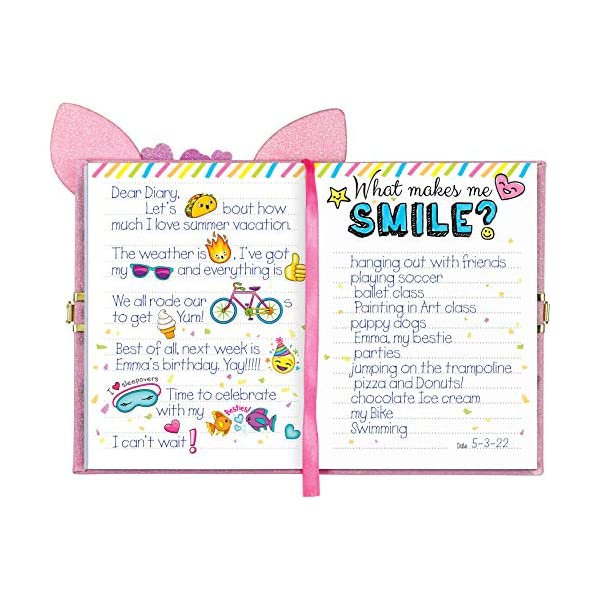 Dear Diary,
Let's bout how
much I love summer vacation.
The weather is , I've got
my and everything is
We all rode our s
to get Yum!
Best of all, next week is
Emma's birthday. Yay!!!!!
I sleepovers
Time to celebrate
with my Besties!
I can't wait!
What makes me
SMILE?
hanging out with friends
playing soccer
ballet class
Painting in Art class
puppy dogs
Emma, my bestie
parties
jumping on the trampoline
pizza and Donuts!
chocolate Ice cream
my Bike
Swimming
Date 5-3-22